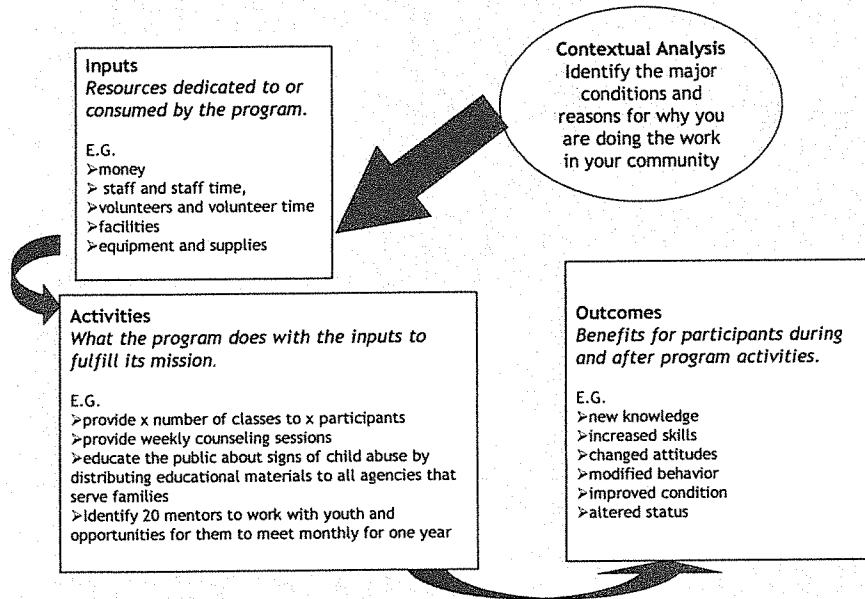 Contextual Analysis
Identify the major
conditions and
reasons for why you
are doing the work
in your community
Inputs
Resources dedicated to or
consumed by the program.
E.G.
➢money
➢ staff and staff time,
➢volunteers and volunteer time
➢facilities
➢equipment and supplies
Activities
What the program does with the inputs to
fulfill its mission.
E.G.
➢provide x number of classes to x participants
➢provide weekly counseling sessions
➢educate the public about signs of child abuse by
distributing educational materials to all agencies that
serve families
➢Identify 20 mentors to work with youth and
opportunities for them to meet monthly for one year
Outcomes
Benefits for participants during
and after program activities.
E.G.
➢new knowledge
➢increased skills
➢changed attitudes
➢modified behavior
➢improved condition
➢altered status